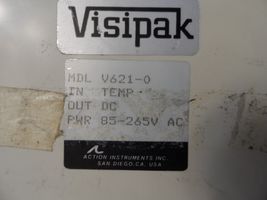 Visipak
MDL V621-0
IN TEMP
OUT DC
PWR 85-265V AC
ACTION INSTRUMENTS INC.
SAN DIEGO, CA. USA